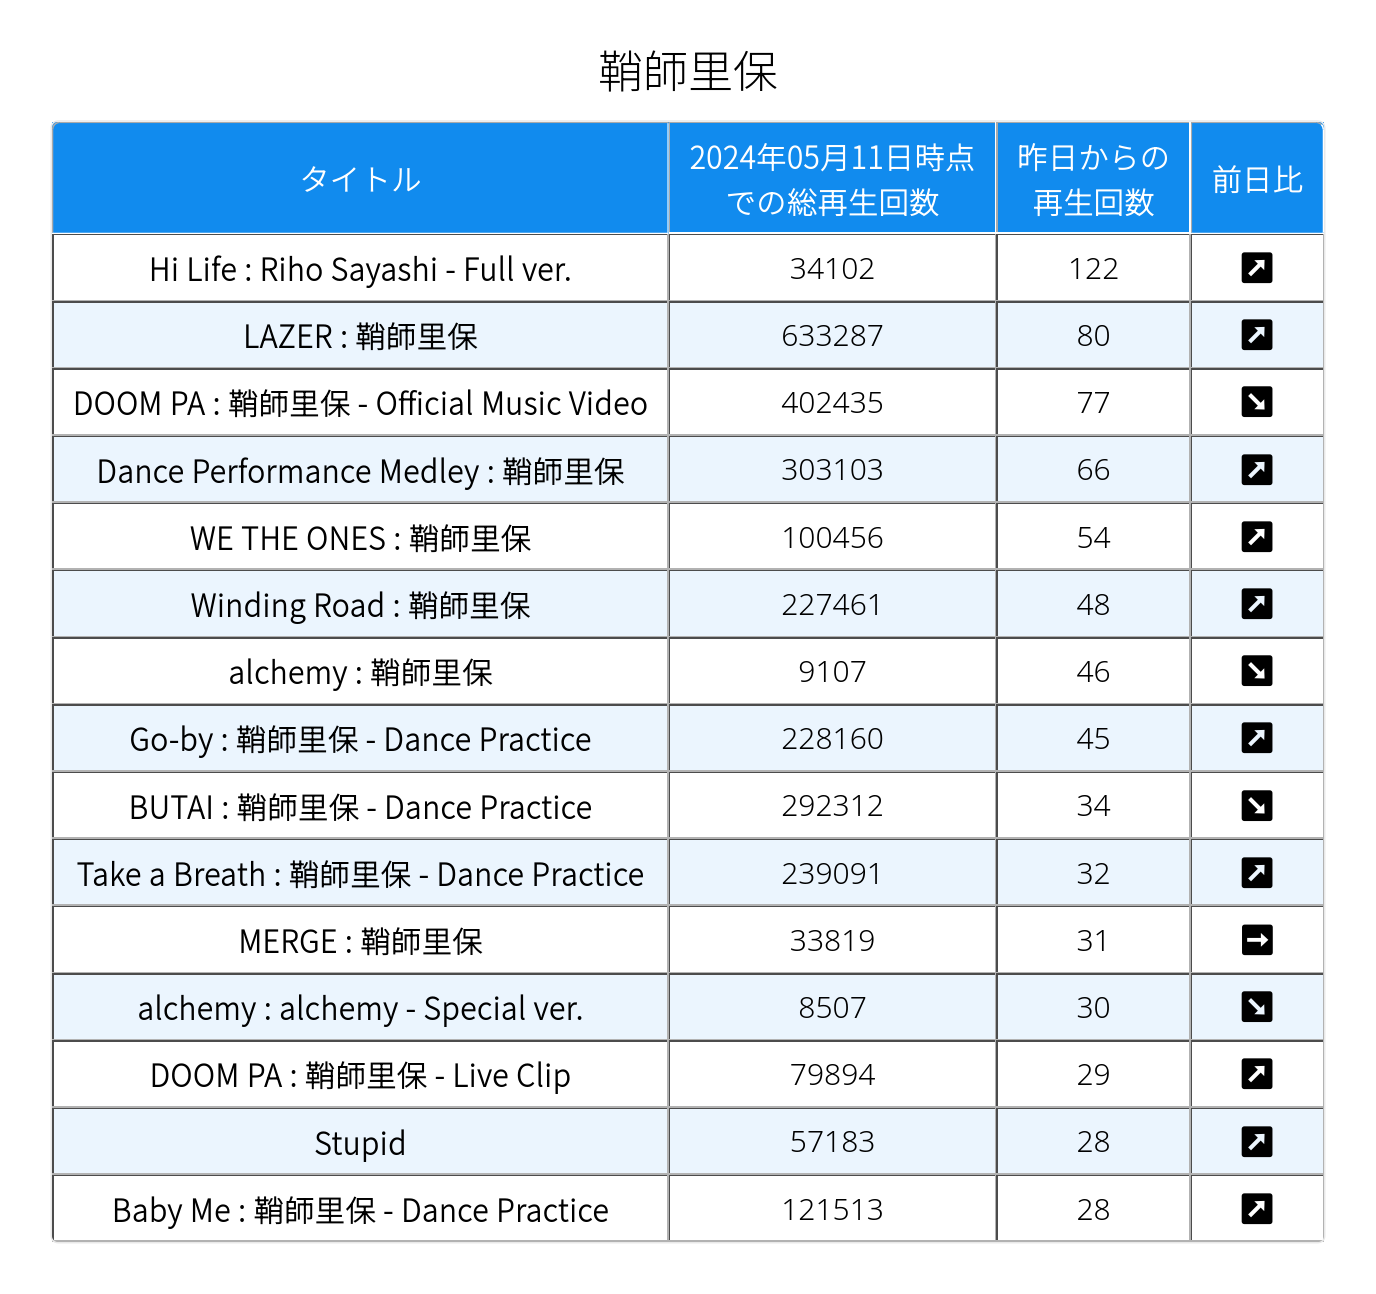 鞘師里保
タイトル
2024年05月11日時点
での総再生回数
昨日からの
再生回数
前日比
Hi Life : Riho Sayashi - Full ver. 34102 122 ↗
LAZER : 鞘師里保 633287 80 ↗
DOOM PA : 鞘師里保 - Official Music Video 402435 77 ↘
Dance Performance Medley : 鞘師里保 303103 66 ↗
WE THE ONES : 鞘師里保 100456 54 ↗
Winding Road : 鞘師里保 227461 48 ↗
alchemy : 鞘師里保 9107 46 ↘
Go-by : 鞘師里保 - Dance Practice 228160 45 ↗
BUTAI : 鞘師里保 - Dance Practice 292312 34 ↘
Take a Breath : 鞘師里保 - Dance Practice 239091 32 ↗
MERGE : 鞘師里保 33819 31 →
alchemy : alchemy - Special ver. 8507 30 ↘
DOOM PA : 鞘師里保 - Live Clip 79894 29 ↗
Stupid 57183 28 ↗
Baby Me : 鞘師里保 - Dance Practice 121513 28 ↗